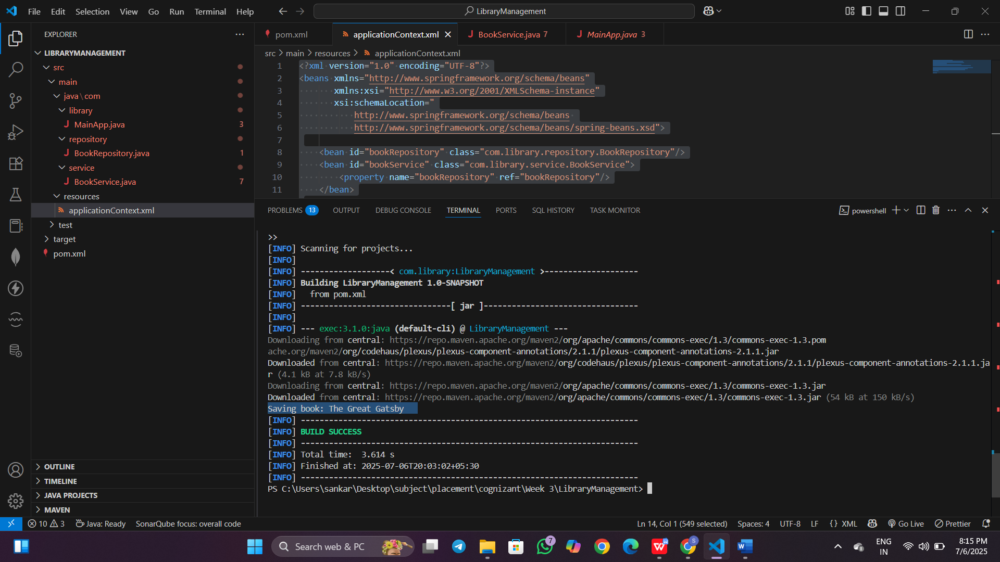 File Edit Selection View Go Run Terminal Help
LibraryManagement
EXPLORER
LIBRARYMANAGEMENT
src
main
java\com
library
MainApp.java 3
repository
BookRepository.java 1
service
BookService.java 7
resources
applicationContext.xml
test
target
pom.xml
OUTLINE
TIMELINE
JAVA PROJECTS
MAVEN
pom.xml applicationContext.xml BookService.java 7 MainApp.java 3
src > main > resources > applicationContext.xml
1 <?xml version="1.0" encoding="UTF-8"?>
2 <beans xmlns="http://www.springframework.org/schema/beans"
3 xmlns:xsi="http://www.w3.org/2001/XMLSchema-instance"
4 xsi:schemaLocation="
5 http://www.springframework.org/schema/beans
6 http://www.springframework.org/schema/beans/spring-beans.xsd">
7
8 <bean id="bookRepository" class="com.library.repository.BookRepository"/>
9 <bean id="bookService" class="com.library.service.BookService">
10 <property name="bookRepository" ref="bookRepository"/>
11 </bean>
PROBLEMS 13 OUTPUT DEBUG CONSOLE TERMINAL PORTS SQL HISTORY TASK MONITOR
powershell
>>
[INFO] Scanning for projects...
[INFO]
[INFO] -------------------< com.library:LibraryManagement >--------------------
[INFO] Building LibraryManagement 1.0-SNAPSHOT
[INFO]   from pom.xml
[INFO] --------------------------------[ jar ]---------------------------------
[INFO]
[INFO] --- exec:3.1.0:java (default-cli) @ LibraryManagement ---
Downloading from central: https://repo.maven.apache.org/maven2/org/apache/commons/commons-exec/1.3/commons-exec-1.3.pom
ache.org/maven2/org/codehaus/plexus/plexus-component-annotations/2.1.1/plexus-component-annotations-2.1.1.jar
Downloaded from central: https://repo.maven.apache.org/maven2/org/codehaus/plexus/plexus-component-annotations/2.1.1/plexus-component-annotations-2.1.1.ja
r (4.1 kB at 7.8 kB/s)
Downloading from central: https://repo.maven.apache.org/maven2/org/apache/commons/commons-exec/1.3/commons-exec-1.3.jar
Downloaded from central: https://repo.maven.apache.org/maven2/org/apache/commons/commons-exec/1.3/commons-exec-1.3.jar (54 kB at 150 kB/s)
Saving book: The Great Gatsby
[INFO] ------------------------------------------------------------------------
[INFO] BUILD SUCCESS
[INFO] ------------------------------------------------------------------------
[INFO] Total time:  3.614 s
[INFO] Finished at: 2025-07-06T20:03:02+05:30
[INFO] ------------------------------------------------------------------------
PS C:\Users\sankar\Desktop\subject\placement\cognizant\Week 3\LibraryManagement>
10 3 Java: Ready SonarQube focus: overall code
Ln 14, Col 1 (549 selected) Spaces: 4 UTF-8 LF {} XML Go Live Prettier
Search web & PC
7
S
W
ENG
IN
8:15 PM
7/6/2025